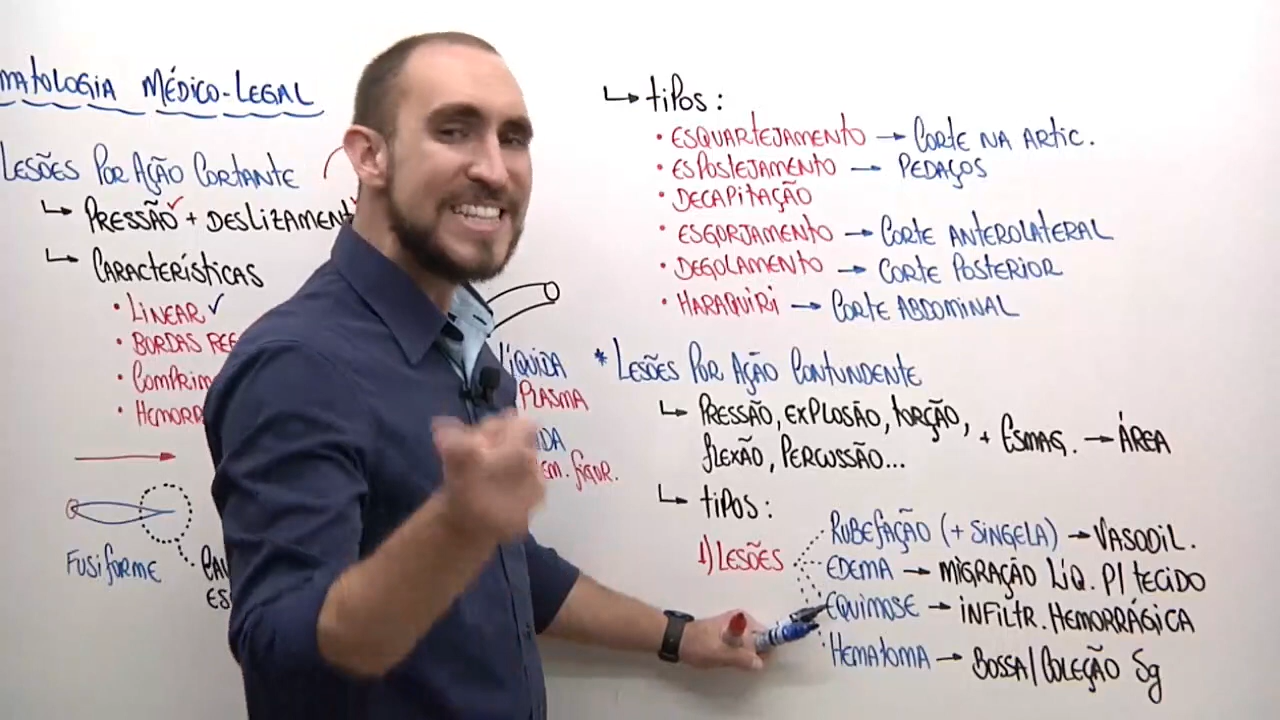 MATOLOGIA MÉDICO-LEGAL
LESÕES POR AÇÃO CORTANTE
PRESSÃO + DESLIZAMENT
CARACTERÍSTICAS
• LINEAR
• BORDAS REG
• COMPRIM
• HEMORR
FUSIFORME
LÍQUIDA
PLASMA
FIGUR.
TIPOS:
• ESQUARTEJAMENTO → CORTE NA ARTIC.
• ESPOSTEJAMENTO → PEDAÇOS
• DECAPITAÇÃO
• ESGORJAMENTO → CORTE ANTEROLATERAL
• DEGOLAMENTO → CORTE POSTERIOR
• HARAQUIRI → CORTE ABDOMINAL
* LESÕES POR AÇÃO CONTUNDENTE
PRESSÃO, EXPLOSÃO, TORÇÃO,
FLEXÃO, PERCUSSÃO... + ESMAG. → ÁREA
TIPOS:
1) LESÕES
RUBEFAÇÃO (+ SINGELA) → VASODIL.
EDEMA → MIGRAÇÃO LÍQ. P/ TECIDO
EQUIMOSE → INFILTR. HEMORRÁGICA
HEMATOMA → BOSSA/COLEÇÃO Sg